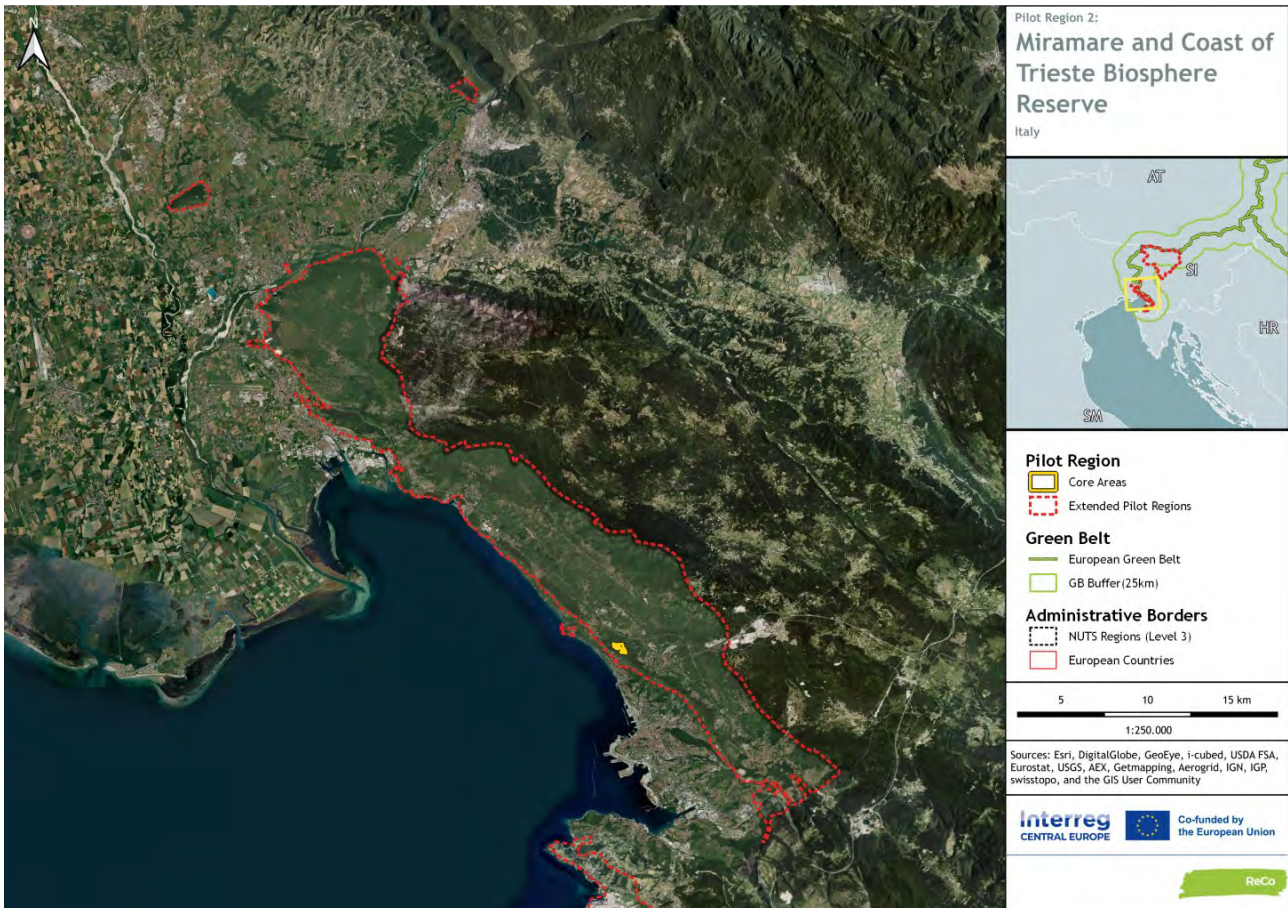 N
Pilot Region 2:
Miramare and Coast of
Trieste Biosphere
Reserve
Italy
AT
SI
HR
SM
Pilot Region
Core Areas
Extended Pilot Regions
Green Belt
European Green Belt
GB Buffer(25km)
Administrative Borders
NUTS Regions (Level 3)
European Countries
5 10 15 km
1:250.000
Sources: Esri, DigitalGlobe, GeoEye, i-cubed, USDA FSA,
Eurostat, USGS, AEX, Getmapping, Aerogrid, IGN, IGP,
swisstopo, and the GIS User Community
Interreg
CENTRAL EUROPE
Co-funded by
the European Union
ReCo